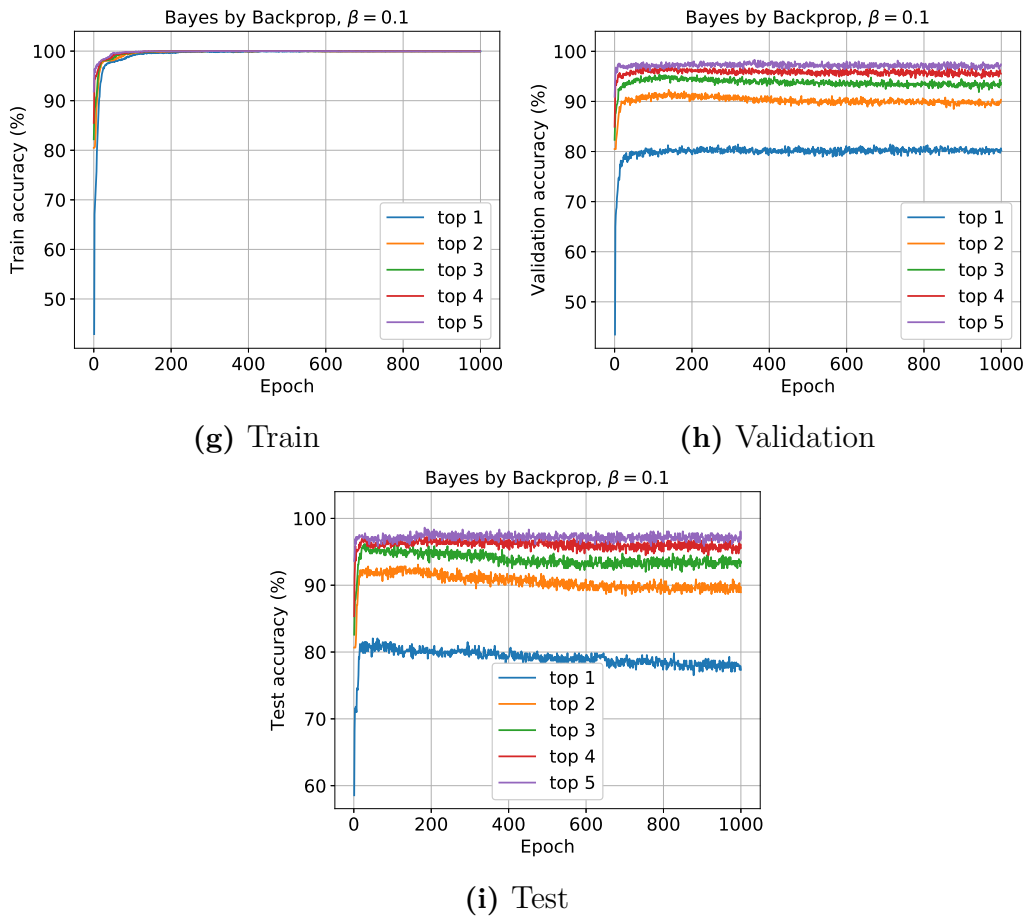 Bayes by Backprop, β = 0.1
Train accuracy (%)
100
90
80
70
60
50
0 200 400 600 800 1000
Epoch
top 1
top 2
top 3
top 4
top 5
(g) Train
Bayes by Backprop, β = 0.1
Validation accuracy (%)
100
90
80
70
60
50
0 200 400 600 800 1000
Epoch
top 1
top 2
top 3
top 4
top 5
(h) Validation
Bayes by Backprop, β = 0.1
Test accuracy (%)
100
90
80
70
60
0 200 400 600 800 1000
Epoch
top 1
top 2
top 3
top 4
top 5
(i) Test